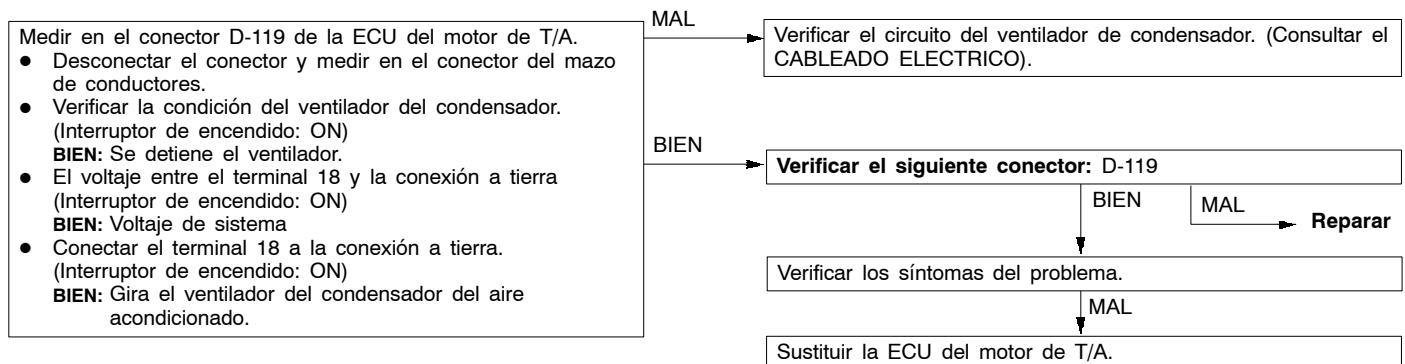 Medir en el conector D-119 de la ECU del motor de T/A.
● Desconectar el conector y medir en el conector del mazo
de conductores.
● Verificar la condición del ventilador del condensador.
(Interruptor de encendido: ON)
BIEN: Se detiene el ventilador.
● El voltaje entre el terminal 18 y la conexión a tierra
(Interruptor de encendido: ON)
BIEN: Voltaje de sistema
● Conectar el terminal 18 a la conexión a tierra.
(Interruptor de encendido: ON)
BIEN: Gira el ventilador del condensador del aire
acondicionado.
MAL
Verificar el circuito del ventilador de condensador. (Consultar el
CABLEADO ELECTRICO).
BIEN
Verificar el siguiente conector: D-119
BIEN
MAL
Reparar
Verificar los síntomas del problema.
MAL
Sustituir la ECU del motor de T/A.